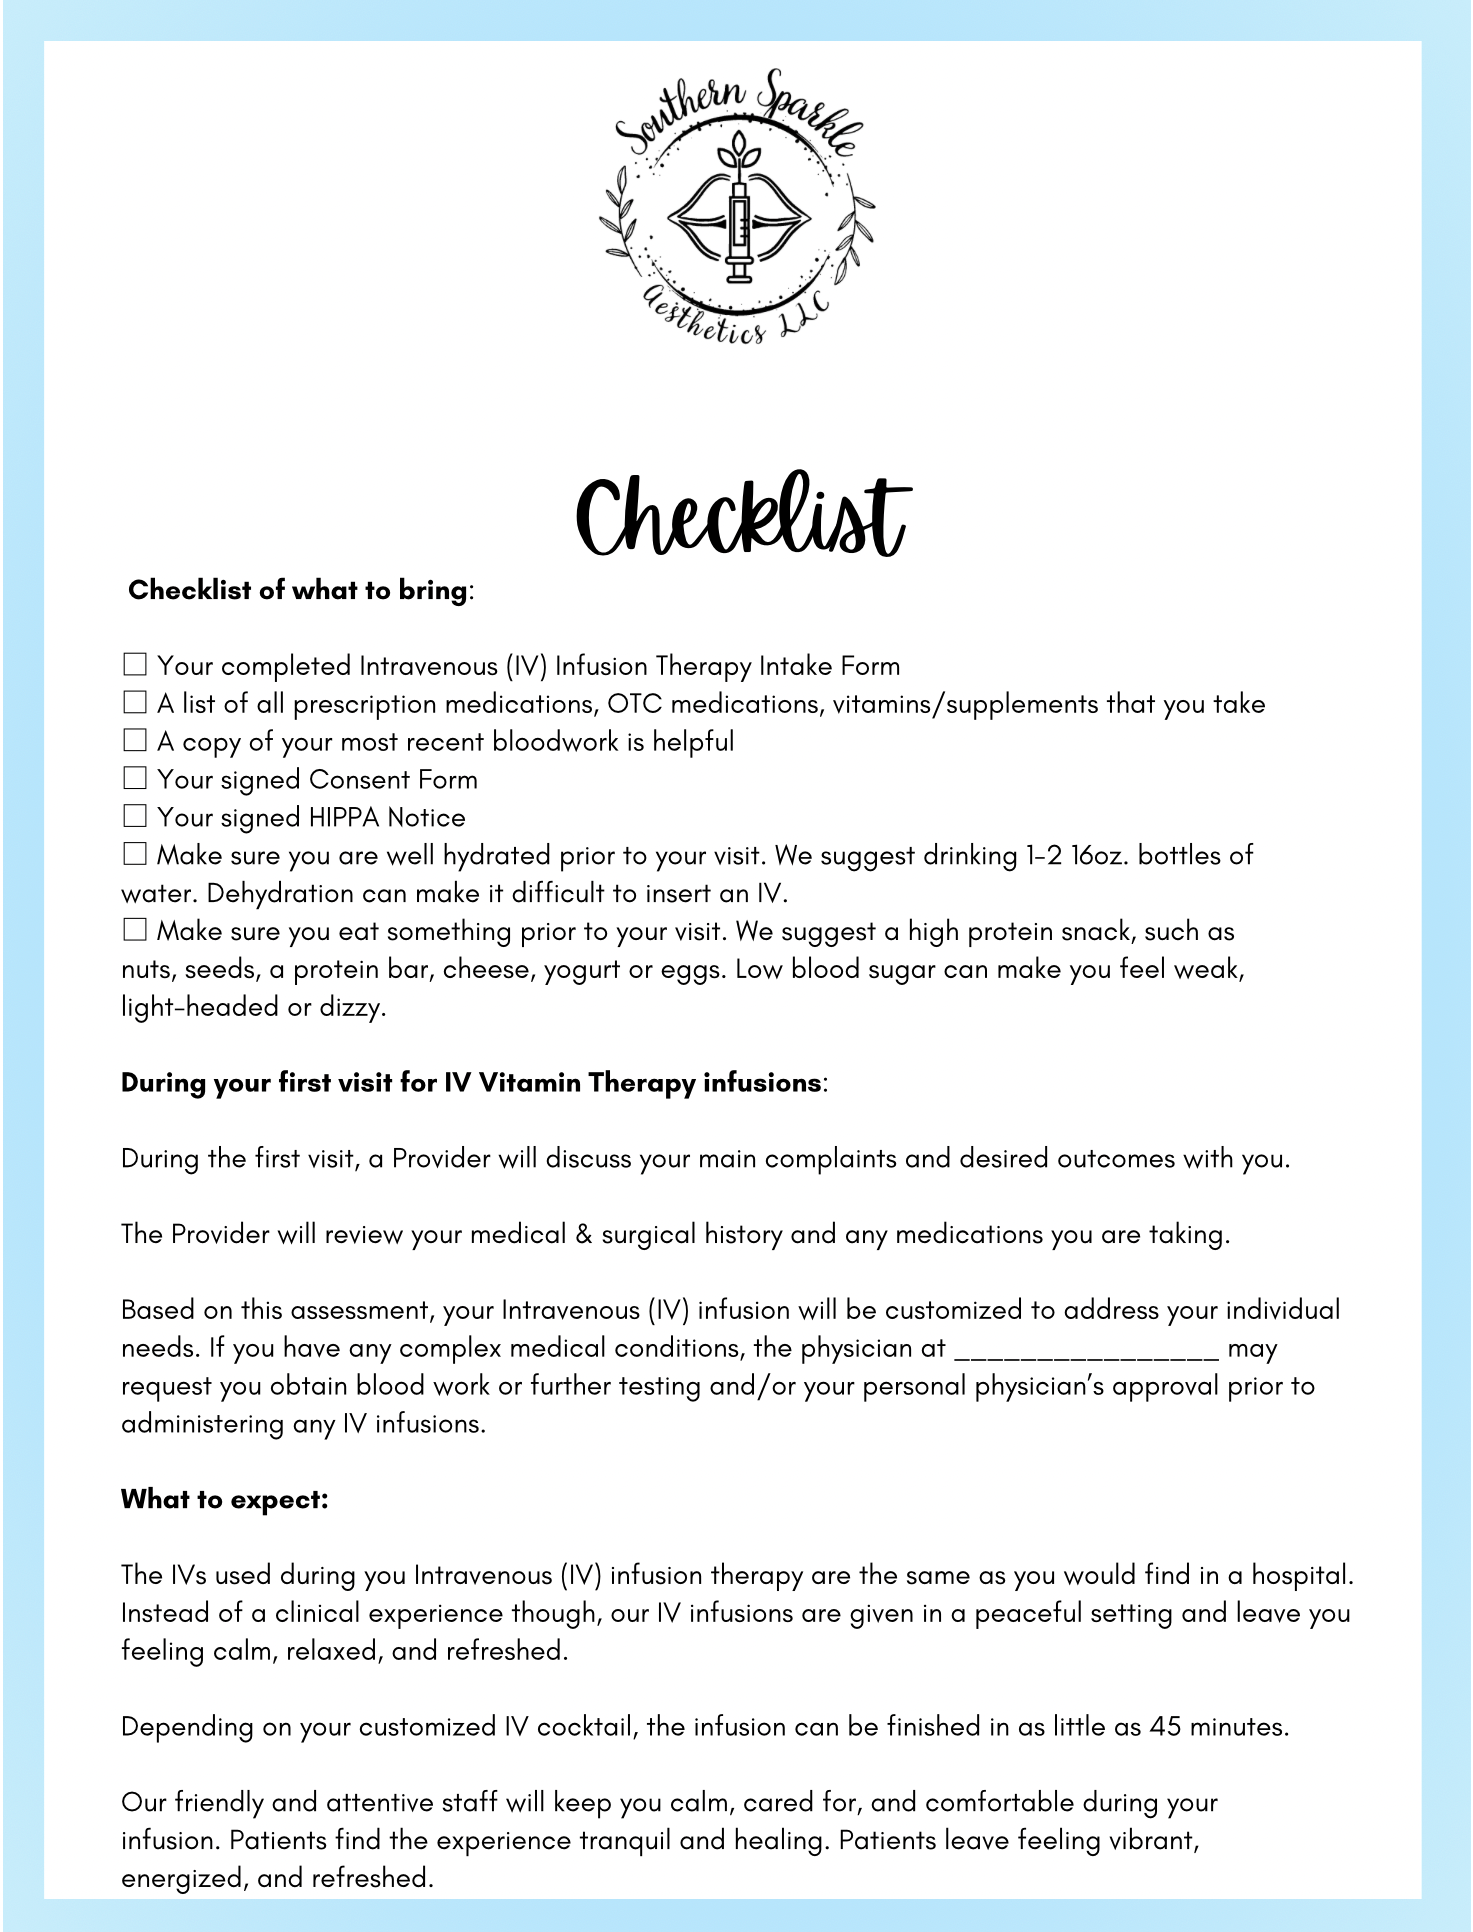 Southern Sparkle
Aesthetics LLC
Checklist
Checklist of what to bring:
☐ Your completed Intravenous (IV) Infusion Therapy Intake Form
☐ A list of all prescription medications, OTC medications, vitamins/supplements that you take
☐ A copy of your most recent bloodwork is helpful
☐ Your signed Consent Form
☐ Your signed HIPPA Notice
☐ Make sure you are well hydrated prior to your visit. We suggest drinking 1-2 16oz. bottles of
water. Dehydration can make it difficult to insert an IV.
☐ Make sure you eat something prior to your visit. We suggest a high protein snack, such as
nuts, seeds, a protein bar, cheese, yogurt or eggs. Low blood sugar can make you feel weak,
light-headed or dizzy.
During your first visit for IV Vitamin Therapy infusions:
During the first visit, a Provider will discuss your main complaints and desired outcomes with you.
The Provider will review your medical & surgical history and any medications you are taking.
Based on this assessment, your Intravenous (IV) infusion will be customized to address your individual
needs. If you have any complex medical conditions, the physician at ________________ may
request you obtain blood work or further testing and/or your personal physician's approval prior to
administering any IV infusions.
What to expect:
The IVs used during you Intravenous (IV) infusion therapy are the same as you would find in a hospital.
Instead of a clinical experience though, our IV infusions are given in a peaceful setting and leave you
feeling calm, relaxed, and refreshed.
Depending on your customized IV cocktail, the infusion can be finished in as little as 45 minutes.
Our friendly and attentive staff will keep you calm, cared for, and comfortable during your
infusion. Patients find the experience tranquil and healing. Patients leave feeling vibrant,
energized, and refreshed.